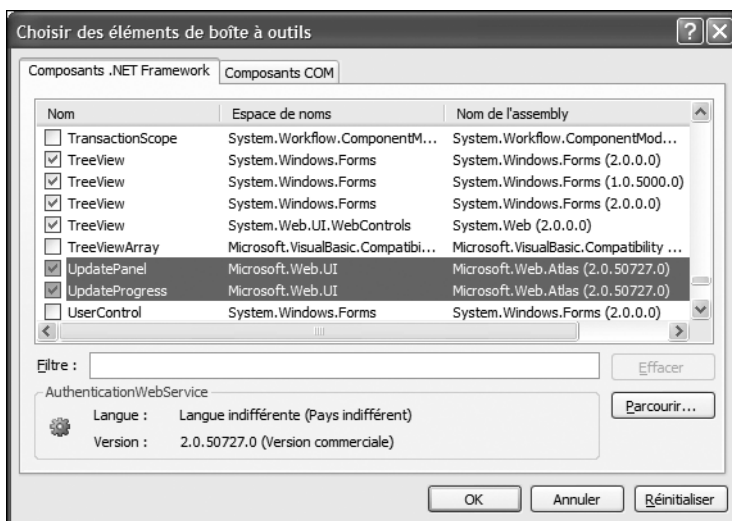 Choisir des éléments de boîte à outils
Composants .NET Framework Composants COM
Nom Espace de noms Nom de l'assembly
TransactionScope System.Workflow.ComponentM... System.Workflow.ComponentMod...
TreeView System.Windows.Forms System.Windows.Forms (2.0.0.0)
TreeView System.Windows.Forms System.Windows.Forms (1.0.5000.0)
TreeView System.Windows.Forms System.Windows.Forms (2.0.0.0)
TreeView System.Web.UI.WebControls System.Web (2.0.0.0)
TreeViewArray Microsoft.VisualBasic.Compatibi... Microsoft.VisualBasic.Compatibility ...
UpdatePanel Microsoft.Web.UI Microsoft.Web.Atlas (2.0.50727.0)
UpdateProgress Microsoft.Web.UI Microsoft.Web.Atlas (2.0.50727.0)
UserControl System.Windows.Forms System.Windows.Forms (2.0.0.0)
Filtre :
Effacer
AuthenticationWebService
Langue : Langue indifférente (Pays indifférent)
Parcourir...
Version : 2.0.50727.0 (Version commerciale)
OK Annuler Réinitialiser